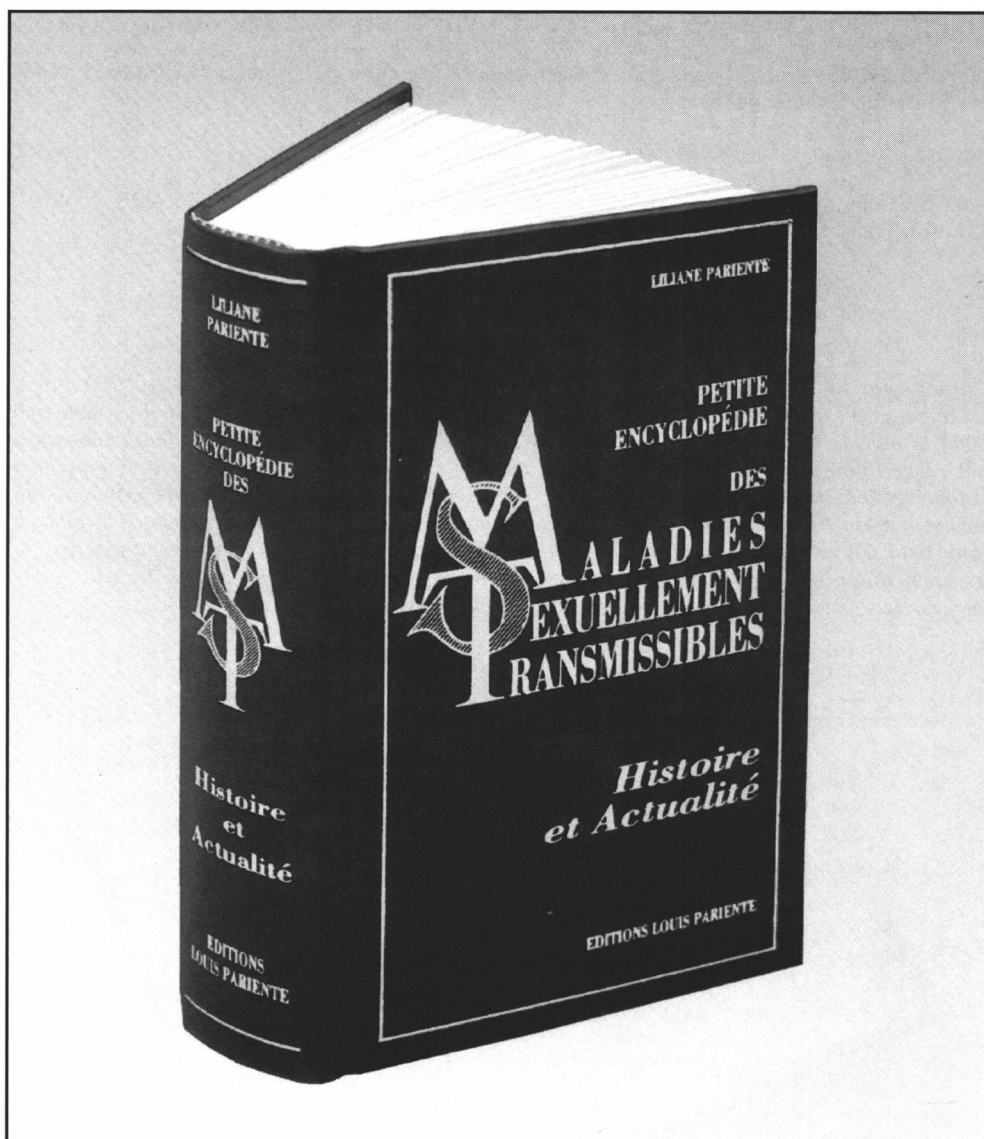 LILIANE
PARIENTE
PETITE
ENCYCLOPÉDIE
DES
MST
Histoire
et
Actualité
EDITIONS
LOUIS PARIENTE
LILIANE PARIENTE
PETITE
ENCYCLOPÉDIE
DES
MALADIES
SEXUELLEMENT
TRANSMISSIBLES
Histoire
et Actualité
EDITIONS LOUIS PARIENTE